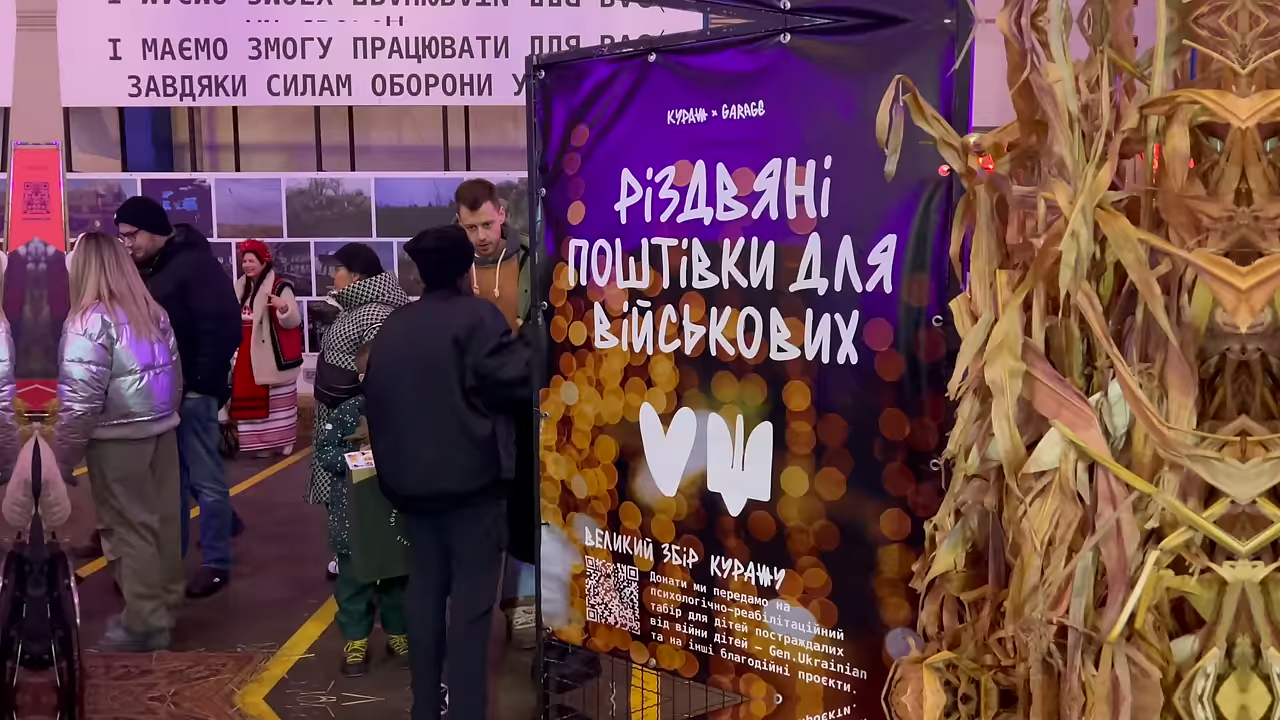 І МАЄМО ЗМОГУ ПРАЦЮВАТИ ДЛЯ ВАС
ЗАВДЯКИ СИЛАМ ОБОРОНИ У
КУРАЖ × GARAGE
РІЗДВЯНІ
ПОШТІВКИ ДЛЯ
ВІЙСЬКОВИХ
ВЕЛИКИЙ ЗБІР КУРАЖУ
Донати ми передамо на
психологічно-реабілітаційний
табір для дітей постраждалих
від війни дітей — Gen.Ukrainian
та на інші благодійні проєкти.